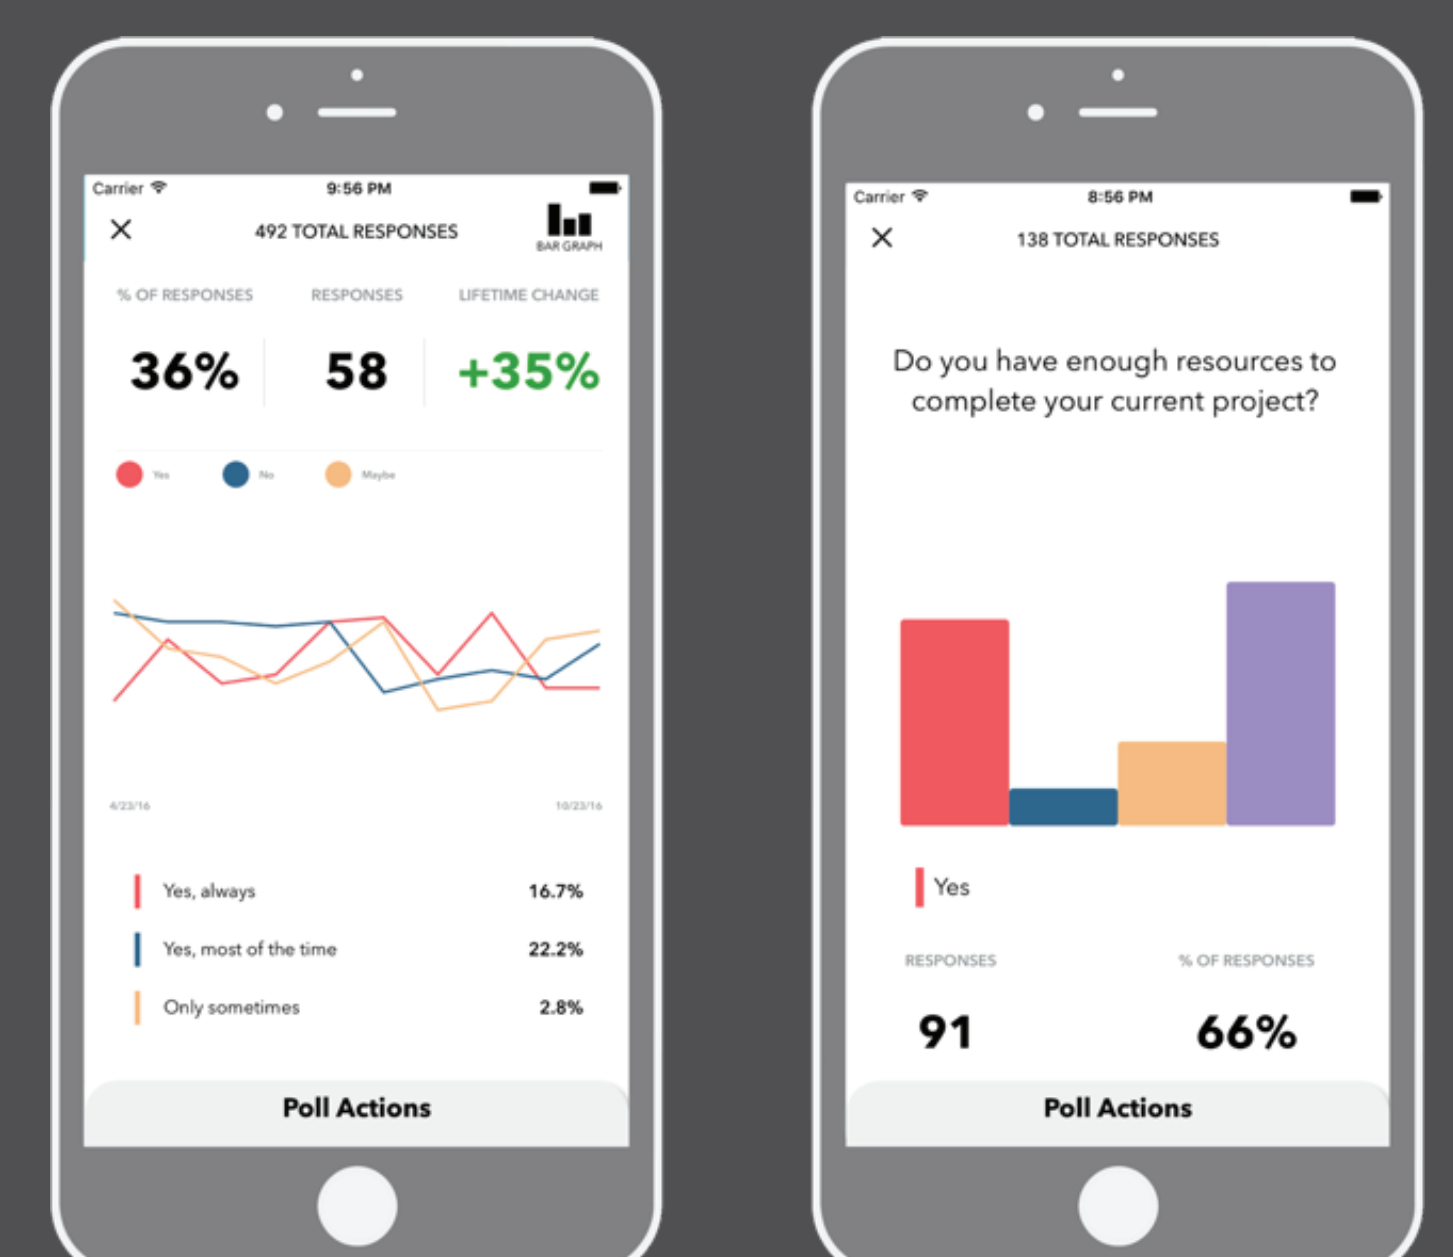 Carrier 9:56 PM
492 TOTAL RESPONSES
BAR GRAPH
% OF RESPONSES RESPONSES LIFETIME CHANGE
36% 58 +35%
Yes No Maybe
4/23/16 10/23/16
Yes, always 16.7%
Yes, most of the time 22.2%
Only sometimes 2.8%
Poll Actions
Carrier 8:56 PM
138 TOTAL RESPONSES
Do you have enough resources to
complete your current project?
Yes
RESPONSES % OF RESPONSES
91 66%
Poll Actions